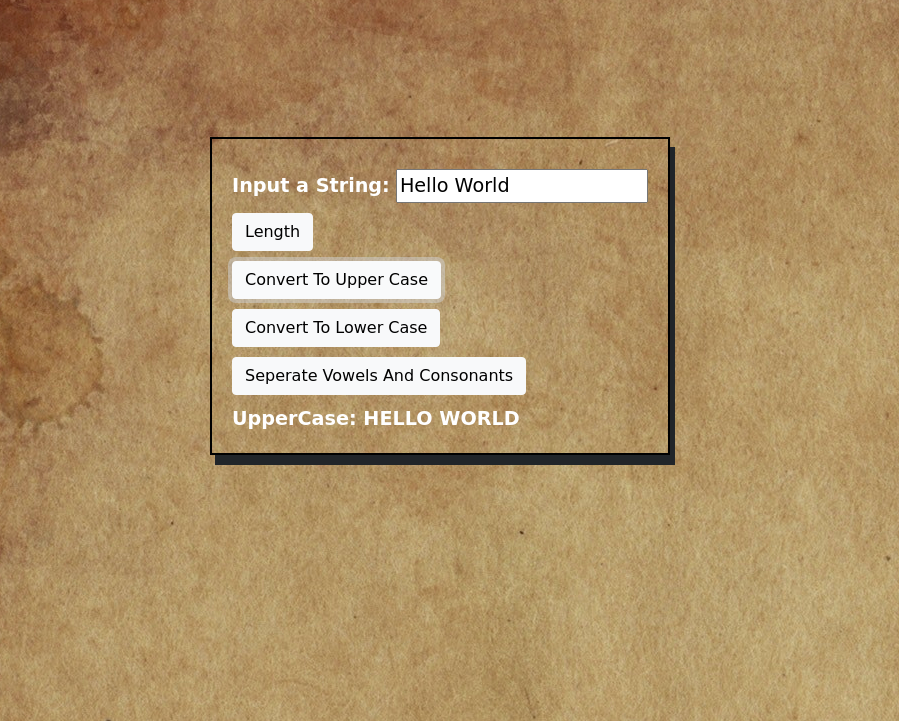 Input a String: Hello World
Length
Convert To Upper Case
Convert To Lower Case
Seperate Vowels And Consonants
UpperCase: HELLO WORLD